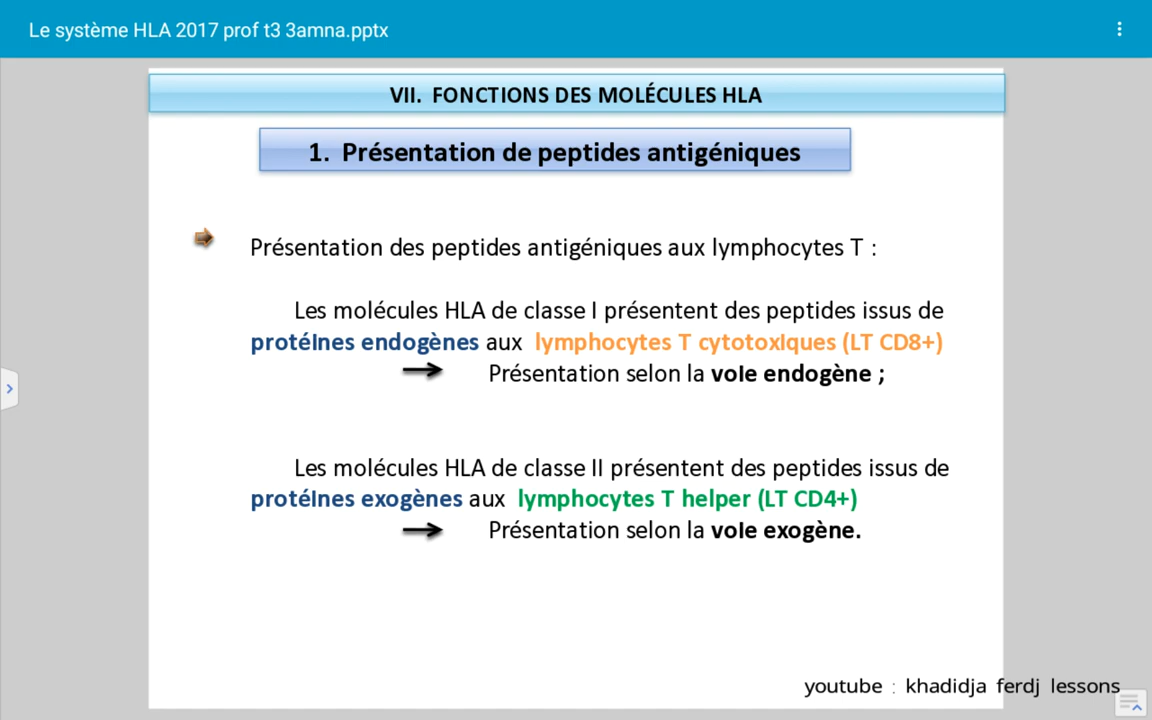 Le système HLA 2017 prof t3 3amna.pptx
VII. FONCTIONS DES MOLÉCULES HLA
1. Présentation de peptides antigéniques
Présentation des peptides antigéniques aux lymphocytes T :
Les molécules HLA de classe I présentent des peptides issus de
protéines endogènes aux lymphocytes T cytotoxiques (LT CD8+)
Présentation selon la voie endogène ;
Les molécules HLA de classe II présentent des peptides issus de
protéines exogènes aux lymphocytes T helper (LT CD4+)
Présentation selon la voie exogène.
youtube : khadidja ferdj lessons